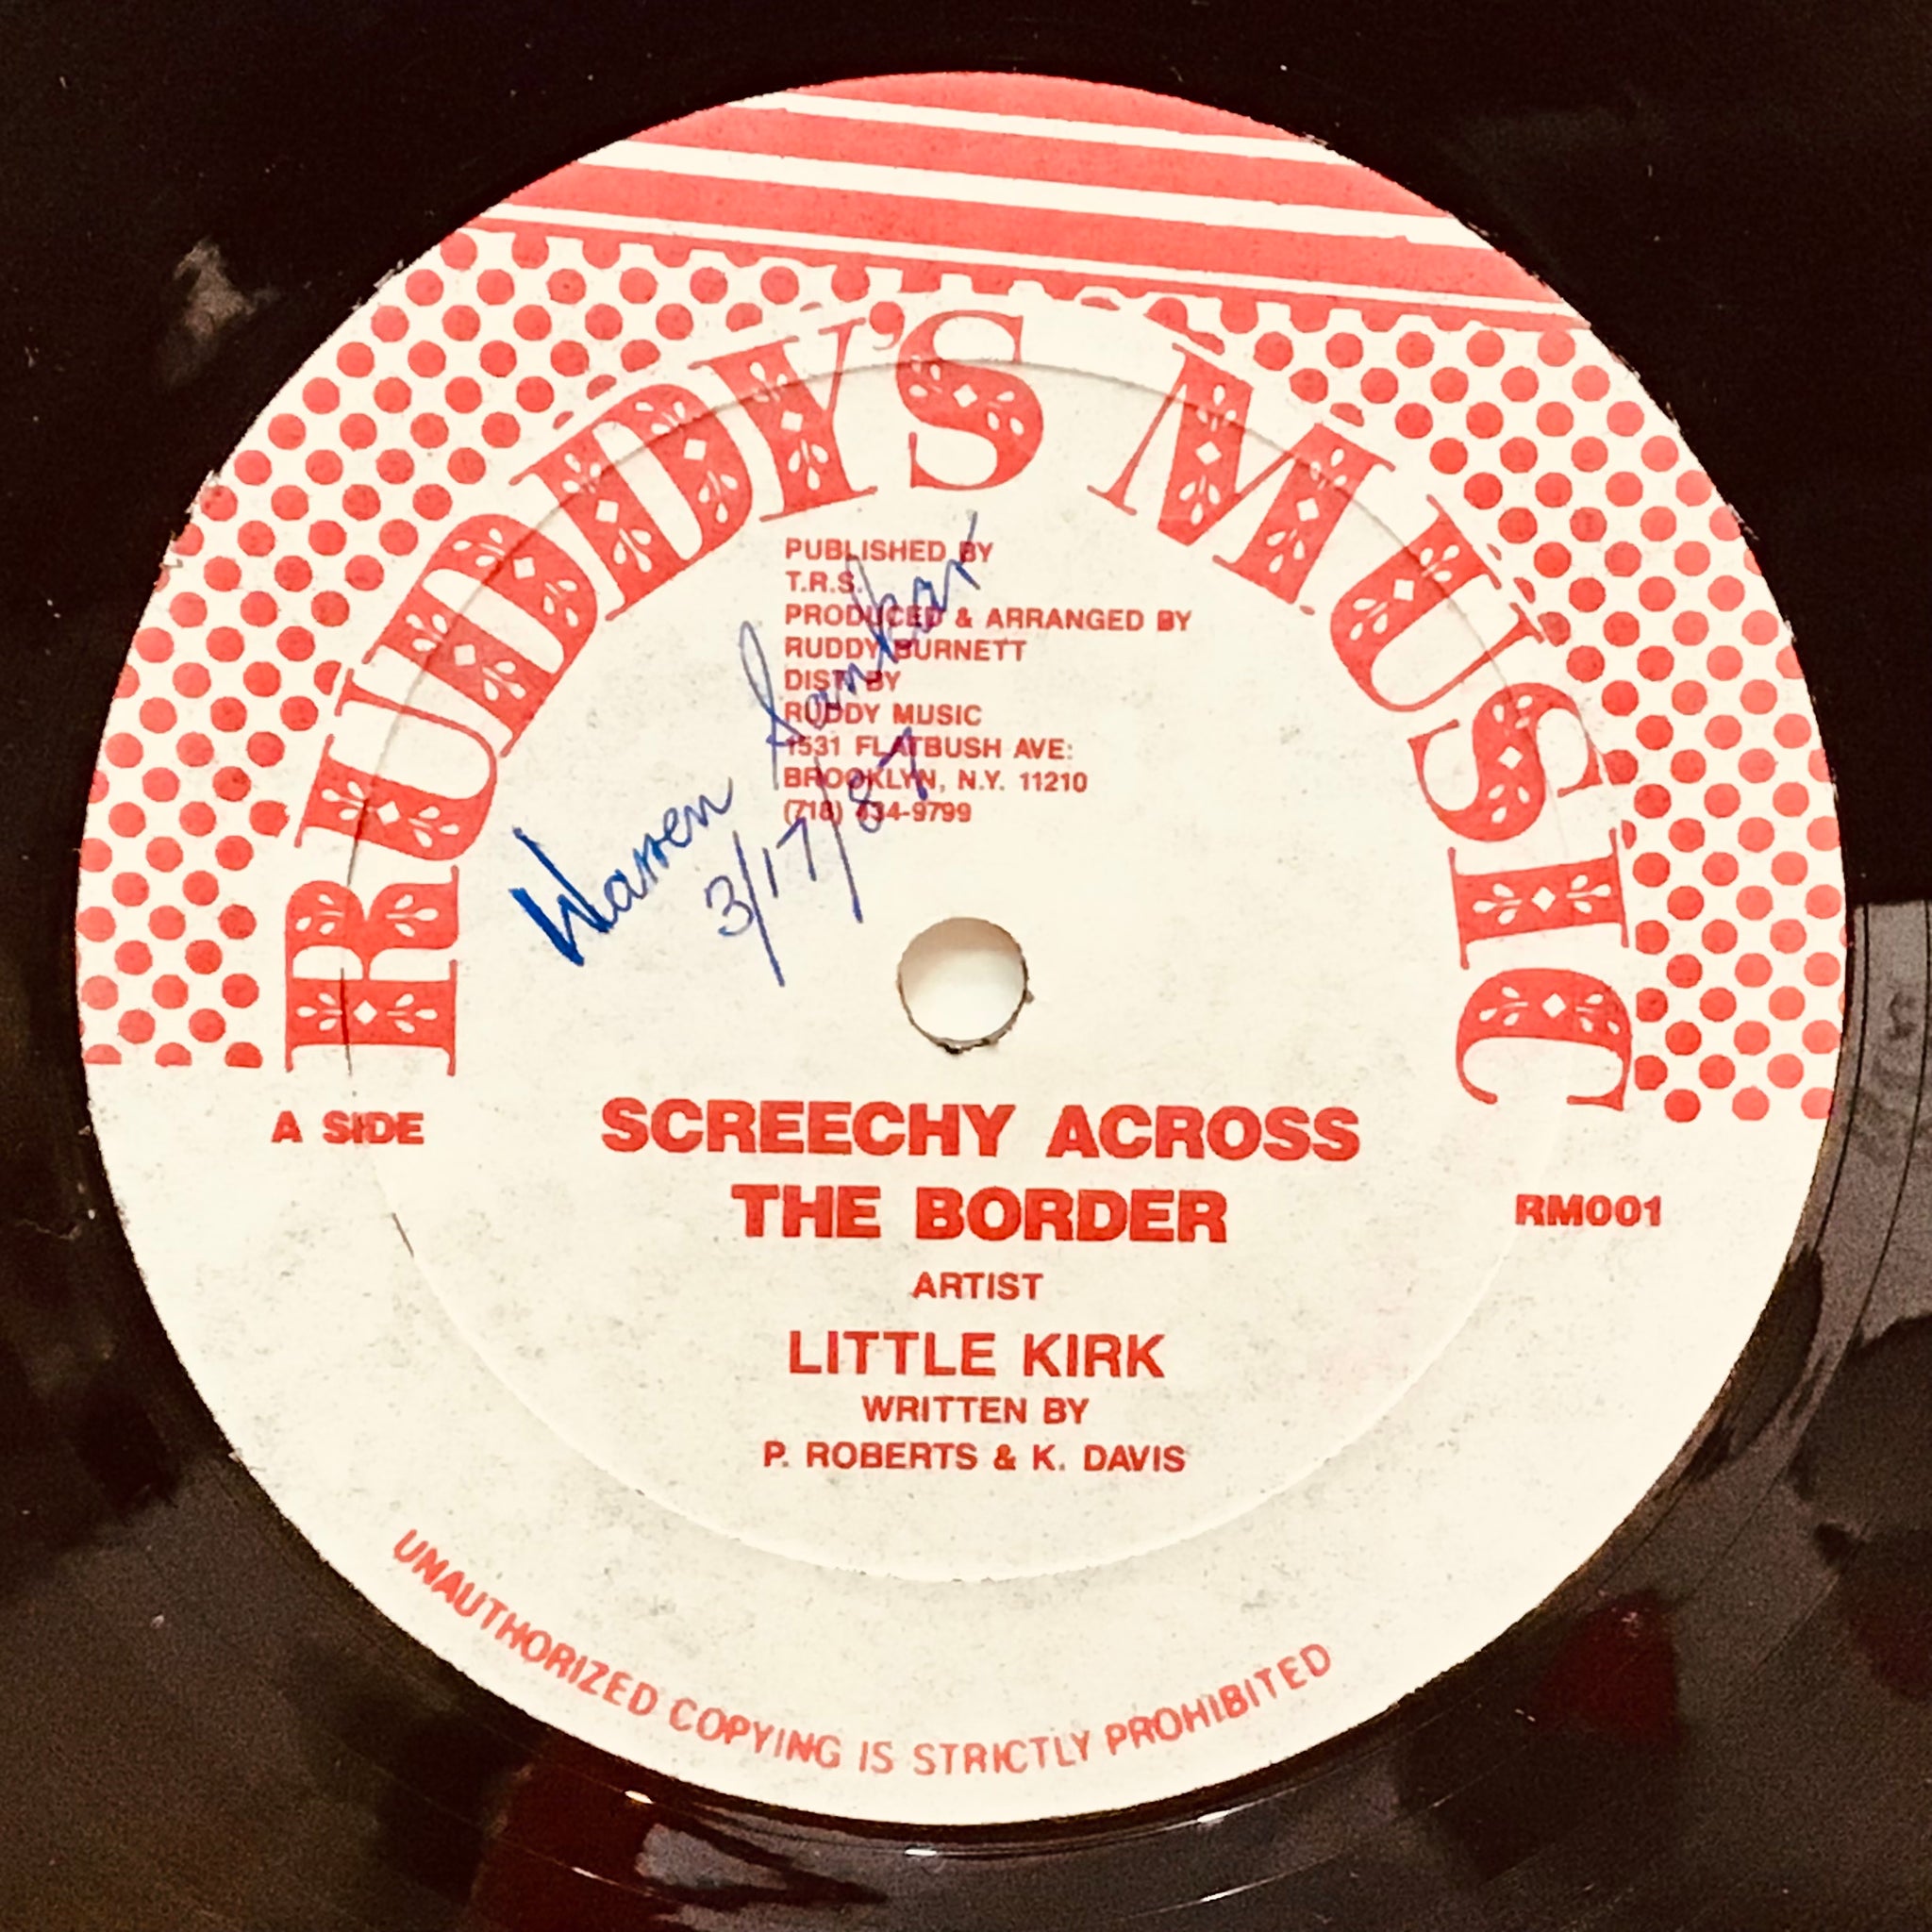 RUDDY'S MUSIC
PUBLISHED BY
T.R.S.
PRODUCED & ARRANGED BY
RUDDY BURNETT
DIST. BY
RUDDY MUSIC
1531 FLATBUSH AVE:
BROOKLYN, N.Y. 11210
(718) 434-9799
Warren
3/17/87
A SIDE
SCREECHY ACROSS
THE BORDER
RM001
ARTIST
LITTLE KIRK
WRITTEN BY
P. ROBERTS & K. DAVIS
UNAUTHORIZED COPYING IS STRICTLY PROHIBITED